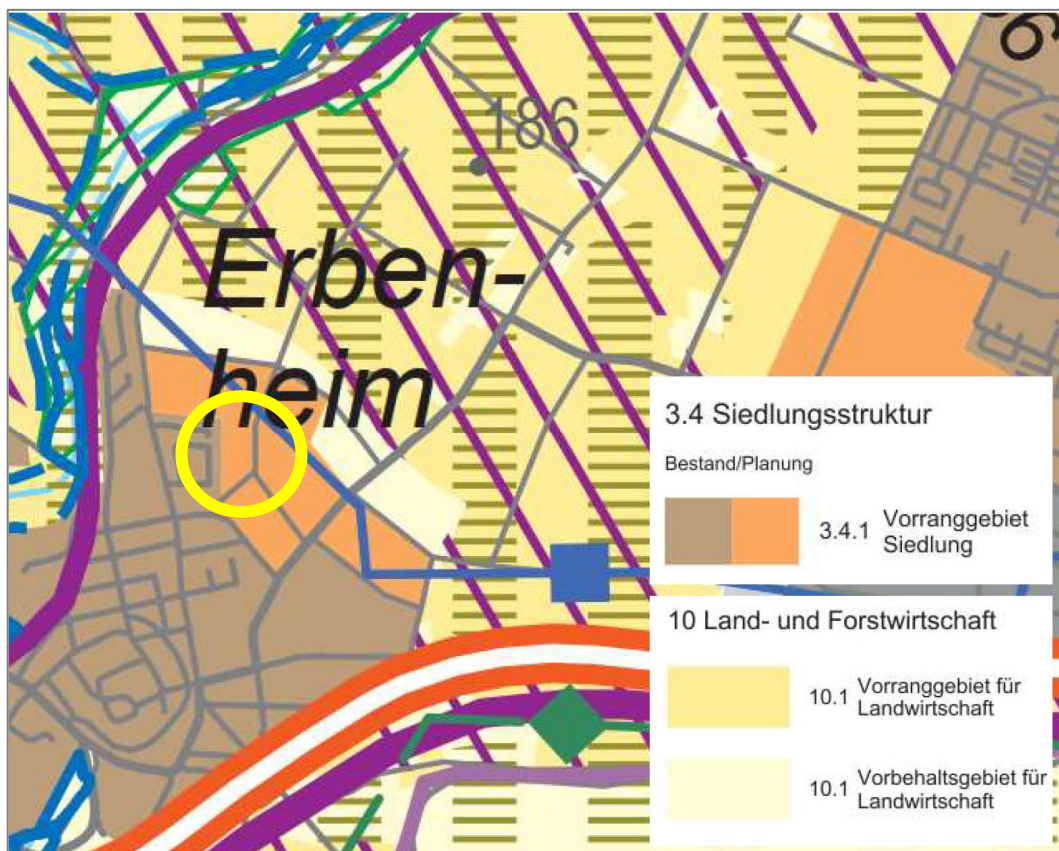 186
Erben-
heim
3.4 Siedlungsstruktur
Bestand/Planung
3.4.1 Vorranggebiet
Siedlung
10 Land- und Forstwirtschaft
10.1 Vorranggebiet für
Landwirtschaft
10.1 Vorbehaltsgebiet für
Landwirtschaft